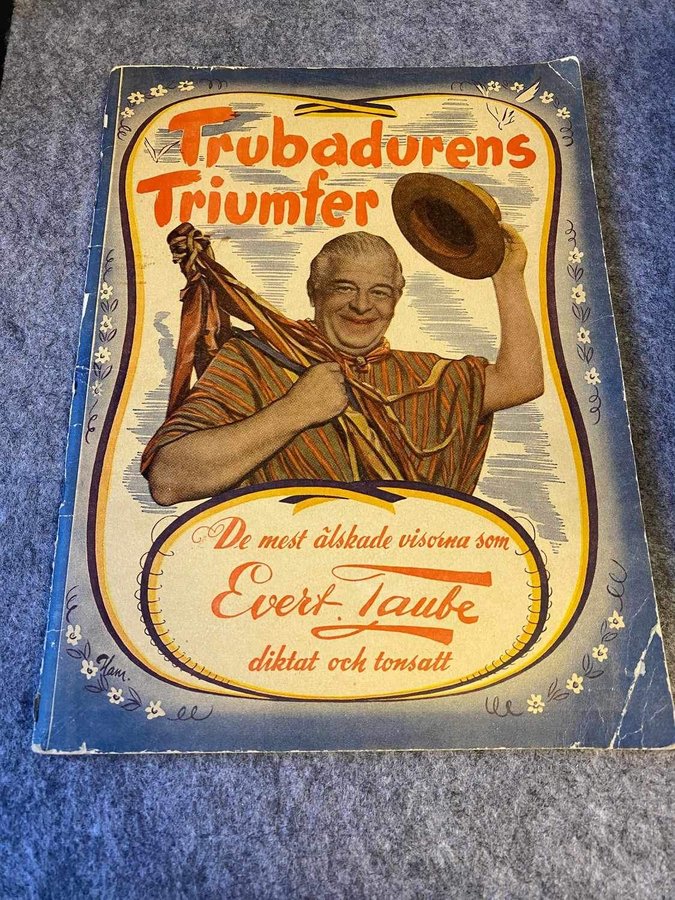 Trubadurens
Triumfer
De mest älskade visorna som
Evert Taube
diktat och tonsatt